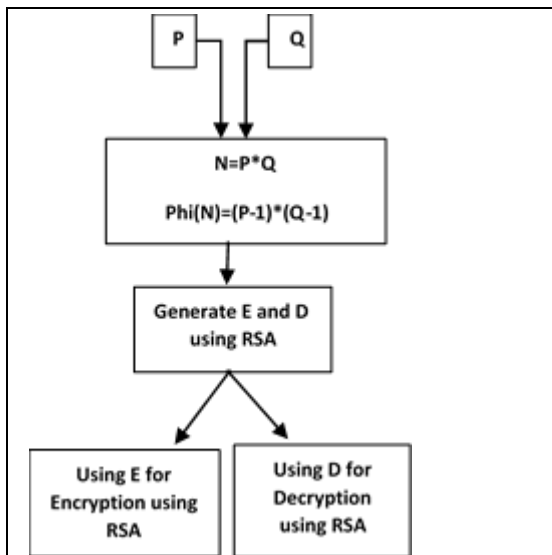 P
Q
N=P*Q
Phi(N)=(P-1)*(Q-1)
Generate E and D
using RSA
Using E for
Encryption using
RSA
Using D for
Decryption
using RSA